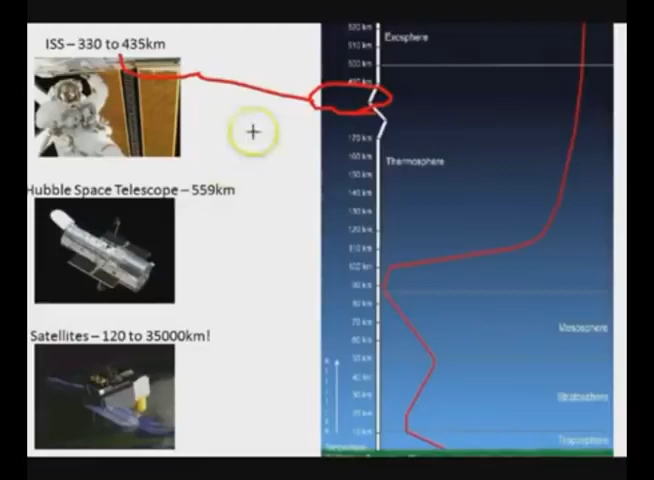 ISS – 330 to 435km
Hubble Space Telescope – 559km
Satellites – 120 to 35000km!
520 km
Exosphere
510 km
500 km
170 km
Thermosphere
160 km
150 km
140 km
130 km
120 km
110 km
100 km
90 km
80 km
70 km
Mesosphere
60 km
50 km
40 km
30 km
Stratosphere
20 km
10 km
Troposphere